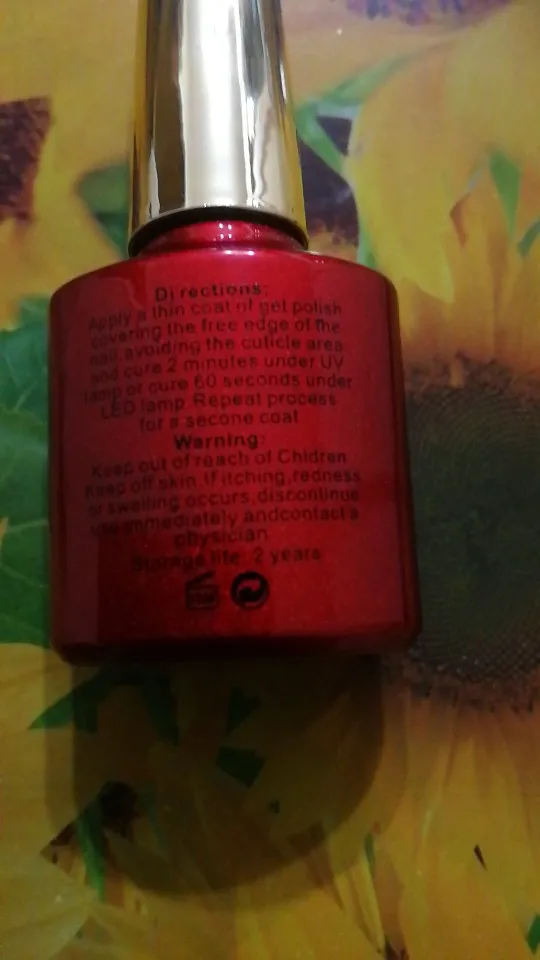 Directions:
Apply a thin coat of gel polish
covering the free edge of the
nail,avoiding the cuticle area
and cure 2 minutes under UV
lamp or cure 60 seconds under
LED lamp.Repeat process
for a secone coat
Warning:
Keep out of reach of Chidren
Keep off skin.If itching,redness
or swelling occurs,discontinue
use immediately andcontact a
physician
Storage life: 2 years